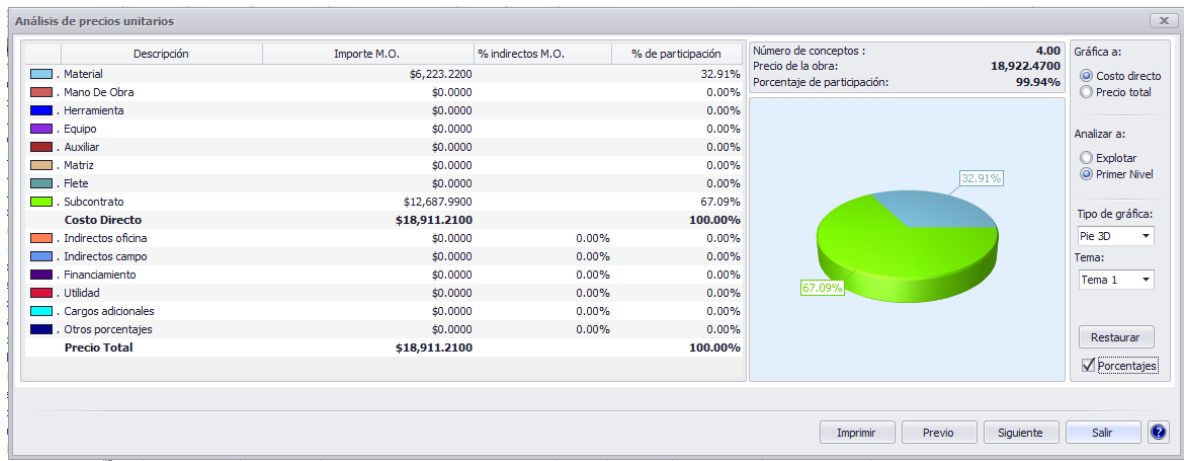 Análisis de precios unitarios
Descripción Importe M.O. % indirectos M.O. % de participación
. Material $6,223.2200 32.91%
. Mano De Obra $0.0000 0.00%
. Herramienta $0.0000 0.00%
. Equipo $0.0000 0.00%
. Auxiliar $0.0000 0.00%
. Matriz $0.0000 0.00%
. Flete $0.0000 0.00%
. Subcontrato $12,687.9900 67.09%
Costo Directo $18,911.2100 100.00%
. Indirectos oficina $0.0000 0.00% 0.00%
. Indirectos campo $0.0000 0.00% 0.00%
. Financiamiento $0.0000 0.00% 0.00%
. Utilidad $0.0000 0.00% 0.00%
. Cargos adicionales $0.0000 0.00% 0.00%
. Otros porcentajes $0.0000 0.00% 0.00%
Precio Total $18,911.2100 100.00%
Número de conceptos : 4.00
Precio de la obra: 18,922.4700
Porcentaje de participación: 99.94%
32.91%
67.09%
Gráfica a:
Costo directo
Precio total
Analizar a:
Explotar
Primer Nivel
Tipo de gráfica:
Pie 3D
Tema:
Tema 1
Restaurar
Porcentajes
Imprimir Previo Siguiente Salir ?